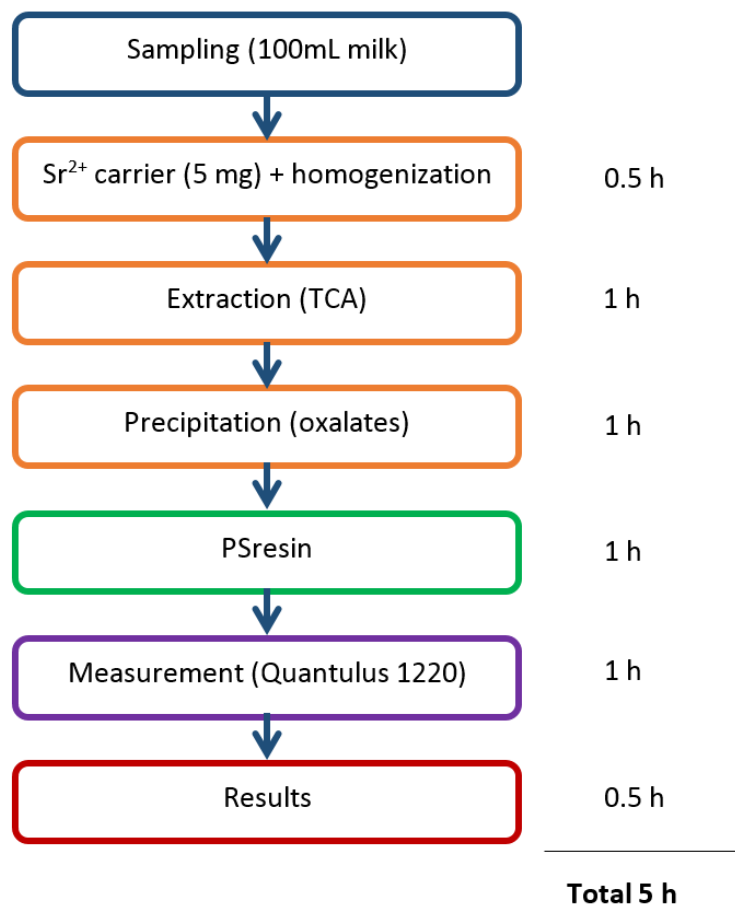 Sampling (100mL milk)
Sr²⁺ carrier (5 mg) + homogenization 0.5 h
Extraction (TCA) 1 h
Precipitation (oxalates) 1 h
PSresin 1 h
Measurement (Quantulus 1220) 1 h
Results 0.5 h
Total 5 h